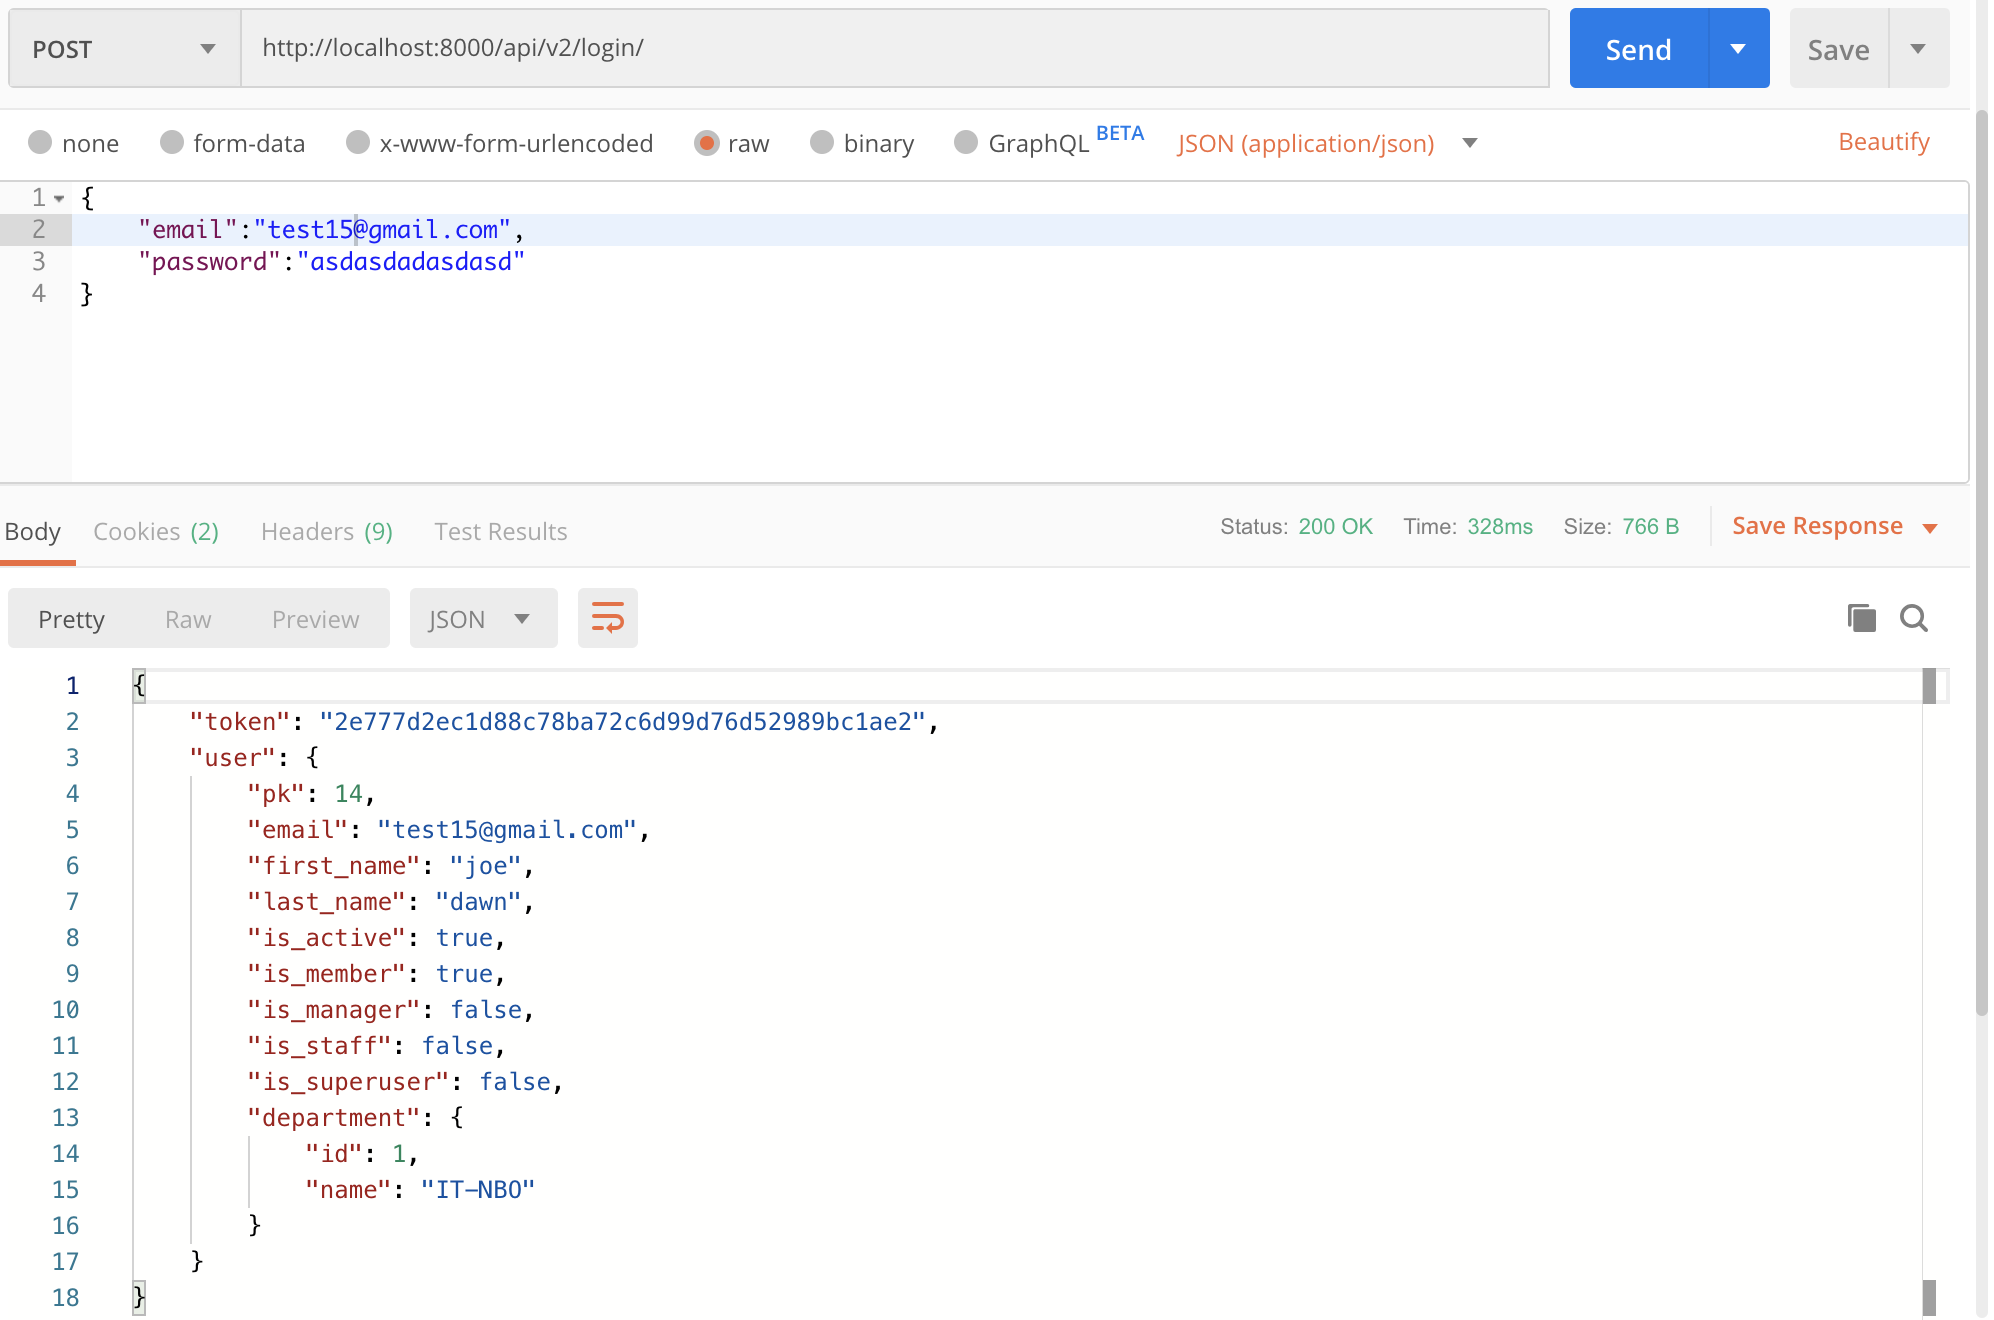 POST http://localhost:8000/api/v2/login/ Send Save
none form-data x-www-form-urlencoded raw binary GraphQL BETA JSON (application/json) Beautify
1 {
2 "email":"test15@gmail.com",
3 "password":"asdasdadasdasd"
4 }
Body Cookies (2) Headers (9) Test Results Status: 200 OK Time: 328ms Size: 766 B Save Response
Pretty Raw Preview JSON
1 {
2 "token": "2e777d2ec1d88c78ba72c6d99d76d52989bc1ae2",
3 "user": {
4 "pk": 14,
5 "email": "test15@gmail.com",
6 "first_name": "joe",
7 "last_name": "dawn",
8 "is_active": true,
9 "is_member": true,
10 "is_manager": false,
11 "is_staff": false,
12 "is_superuser": false,
13 "department": {
14 "id": 1,
15 "name": "IT-NBO"
16 }
17 }
18 }